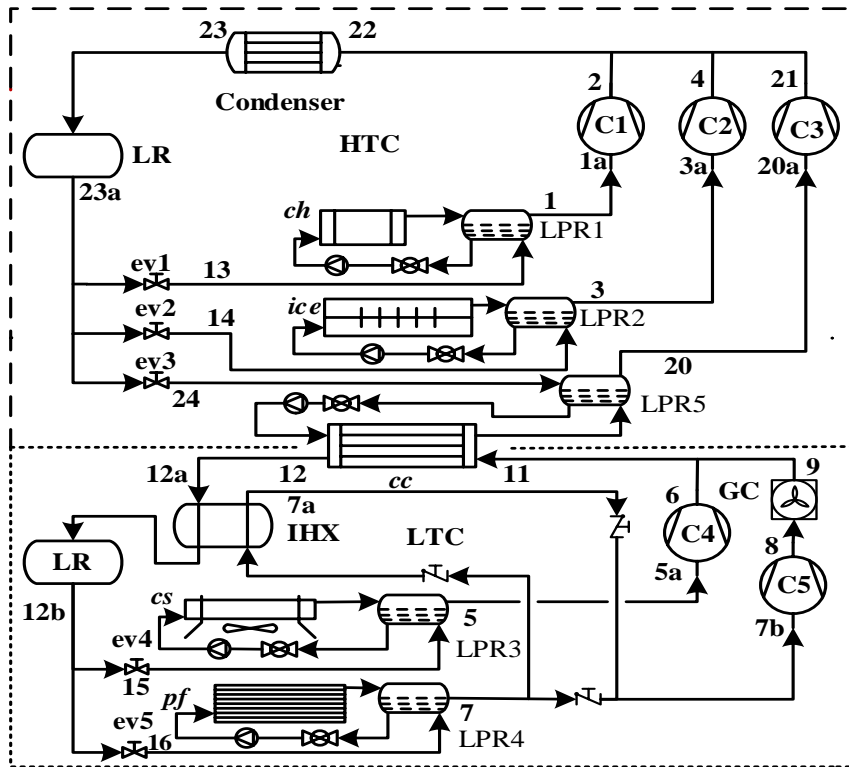 23
22
2
4
21
Condenser
C1
C2
C3
LR
HTC
1a
3a
20a
23a
ch
1
LPR1
ev1
13
ev2
14
ice
3
LPR2
ev3
24
20
LPR5
12a
12
11
9
cc
7a
IHX
6
GC
LTC
C4
8
LR
5a
C5
12b
cs
5
7b
ev4
LPR3
15
pf
7
ev5
16
LPR4